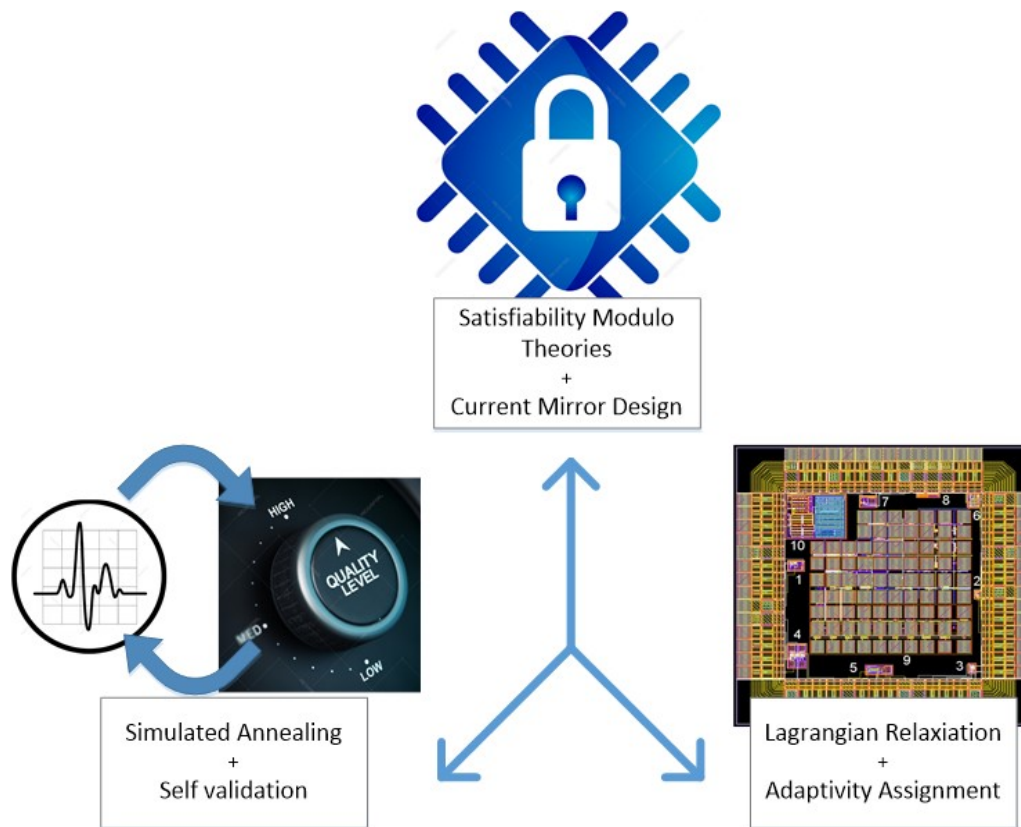 Satisfiability Modulo
Theories
+
Current Mirror Design
HIGH
QUALITY
LEVEL
MED
LOW
7
8
6
10
1
2
4
5
9
3
Simulated Annealing
+
Self validation
Lagrangian Relaxiation
+
Adaptivity Assignment